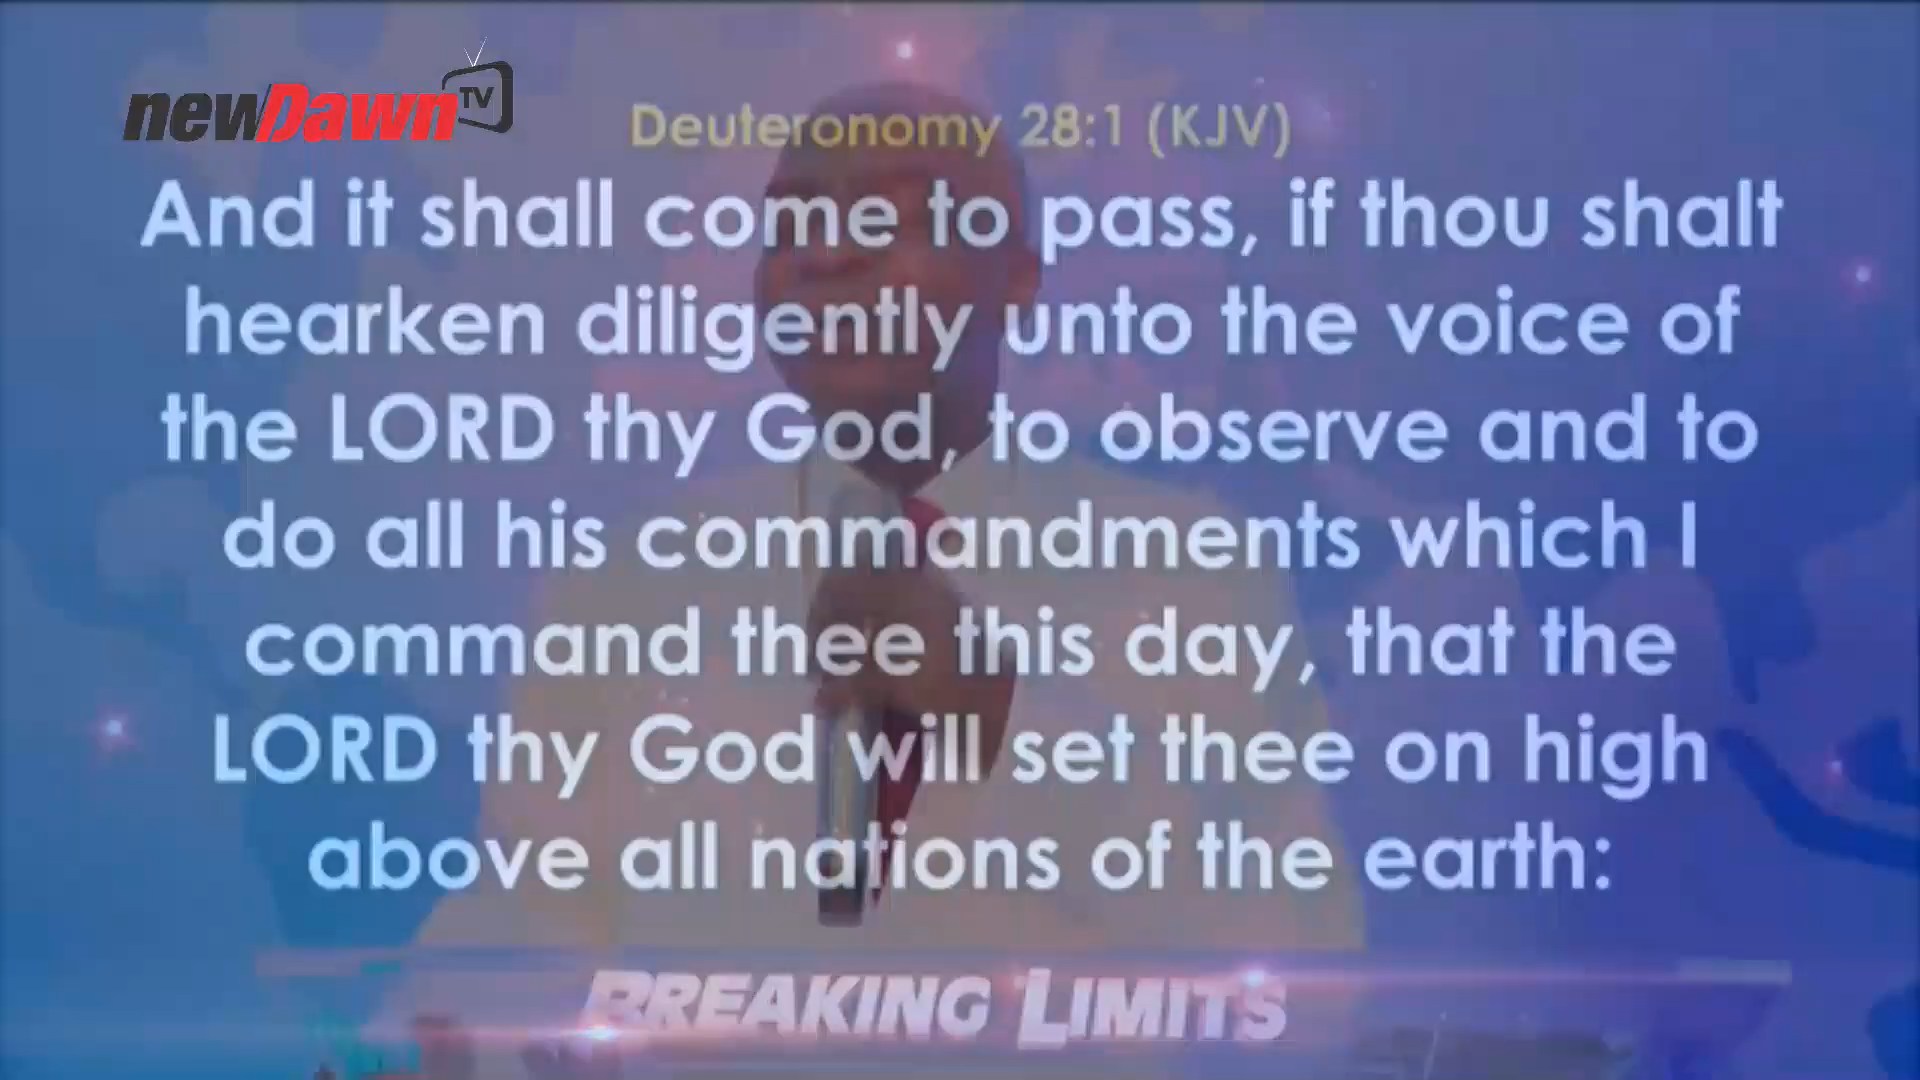 newDawn TV
Deuteronomy 28:1 (KJV)
And it shall come to pass, if thou shalt
hearken diligently unto the voice of
the LORD thy God, to observe and to
do all his commandments which I
command thee this day, that the
LORD thy God will set thee on high
above all nations of the earth:
BREAKING LIMITS